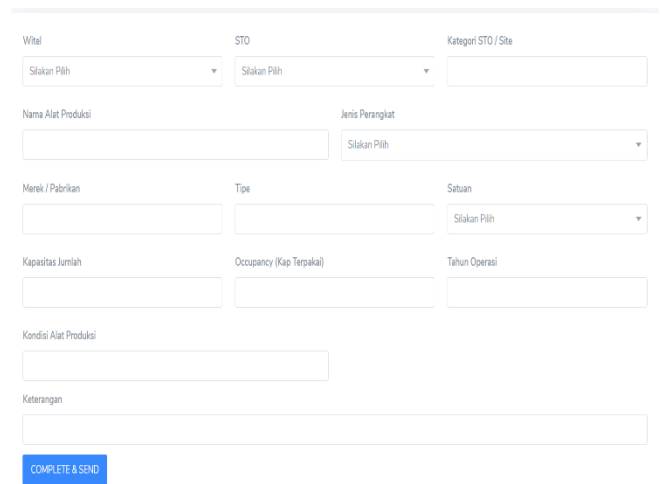 Witel STO Kategori STO / Site
Silakan Pilih Silakan Pilih
Nama Alat Produksi Jenis Perangkat
Silakan Pilih
Merek / Pabrikan Tipe Satuan
Silakan Pilih
Kapasitas Jumlah Occupancy (Kap Terpakai) Tahun Operasi
Kondisi Alat Produksi
Keterangan
COMPLETE & SEND